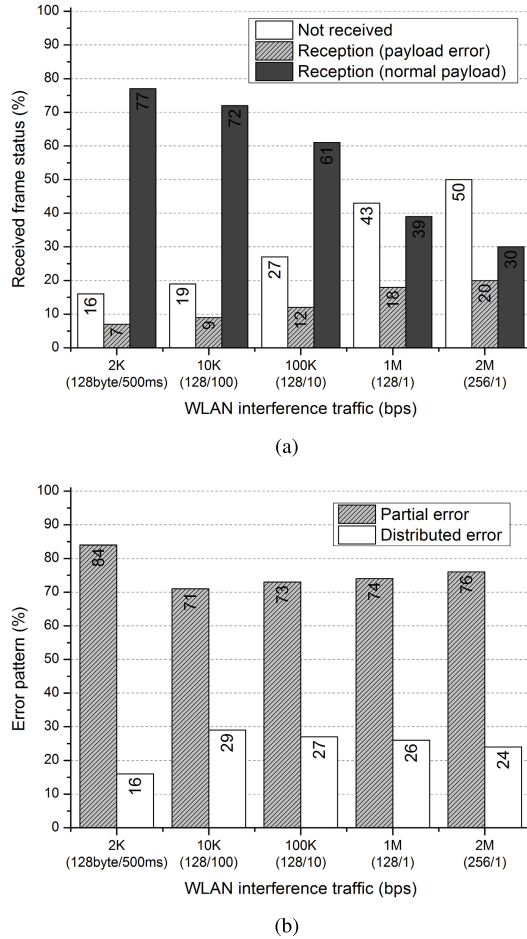 100
90
80
70
60
50
40
30
20
10
0
Received frame status (%)
Not received
Reception (payload error)
Reception (normal payload)
16
7
77
19
9
72
27
12
61
43
18
39
50
20
30
2K
(128byte/500ms)
10K
(128/100)
100K
(128/10)
1M
(128/1)
2M
(256/1)
WLAN interference traffic (bps)
(a)
100
90
80
70
60
50
40
30
20
10
0
Error pattern (%)
Partial error
Distributed error
84
16
71
29
73
27
74
26
76
24
2K
(128byte/500ms)
10K
(128/100)
100K
(128/10)
1M
(128/1)
2M
(256/1)
WLAN interference traffic (bps)
(b)